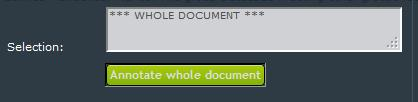 *** WHOLE DOCUMENT ***
Selection:
Annotate whole document